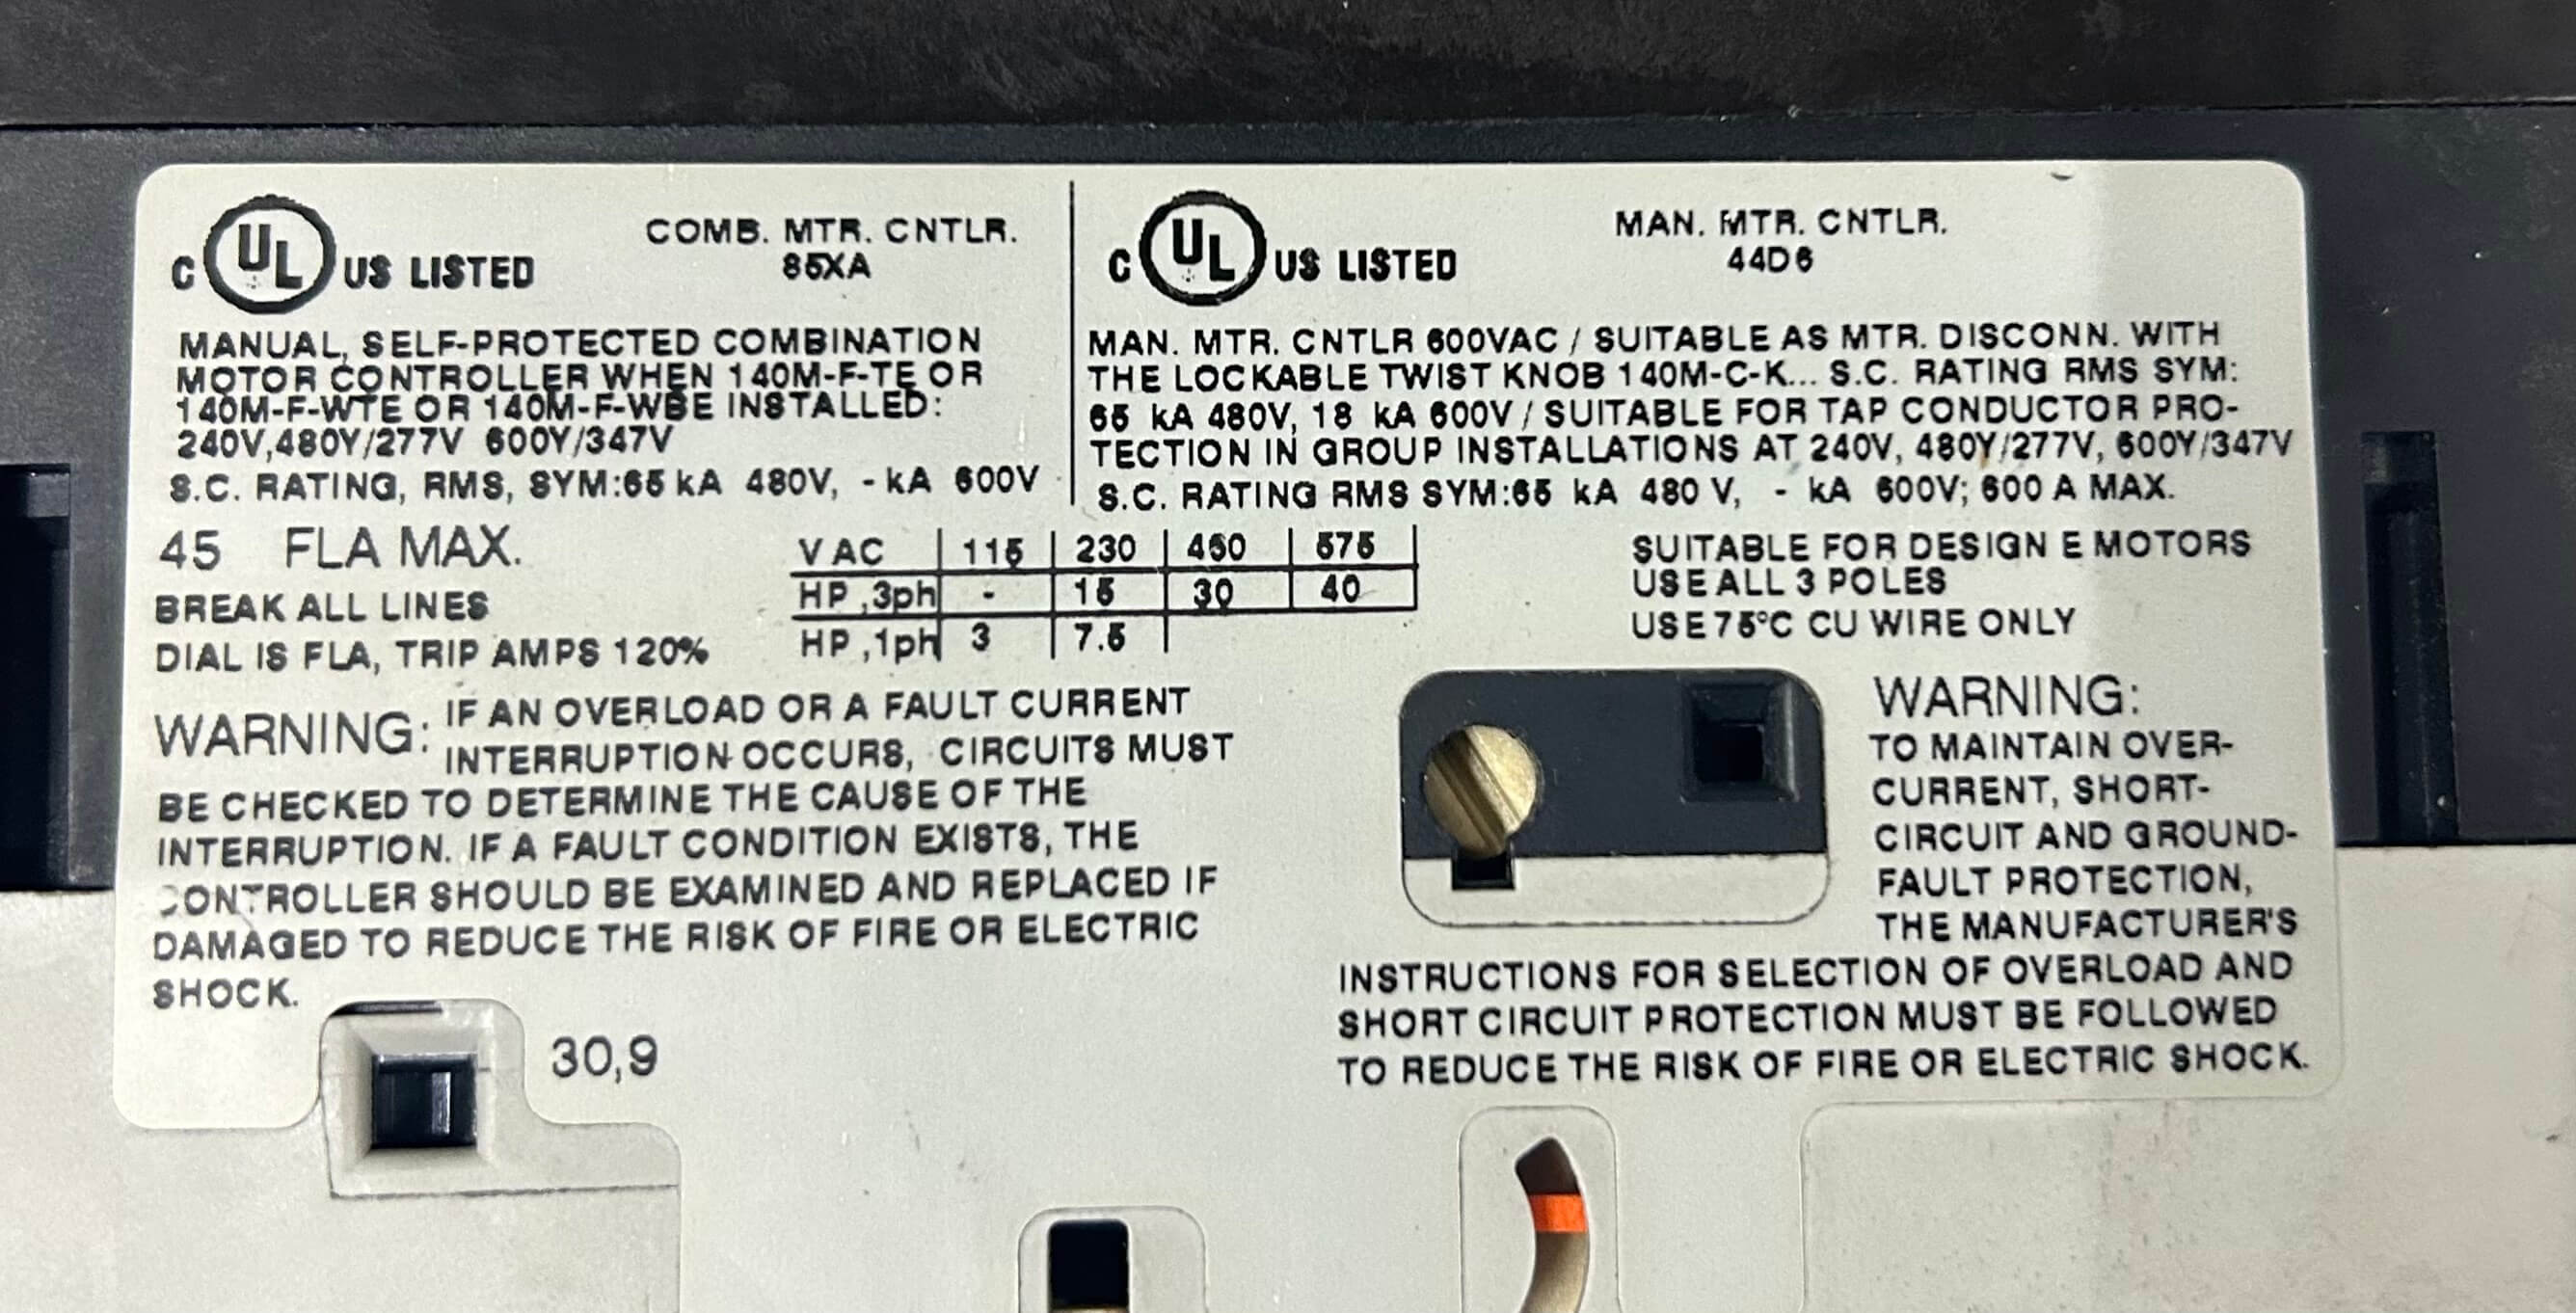 C UL US LISTED
COMB. MTR. CNTLR.
85XA
MANUAL, SELF-PROTECTED COMBINATION
MOTOR CONTROLLER WHEN 140M-F-TE OR
140M-F-WTE OR 140M-F-WBE INSTALLED:
240V,480Y/277V 600Y/347V
S.C. RATING, RMS, SYM:65 kA 480V, - kA 600V
C UL US LISTED
MAN. MTR. CNTLR.
44D6
MAN. MTR. CNTLR 600VAC / SUITABLE AS MTR. DISCONN. WITH
THE LOCKABLE TWIST KNOB 140M-C-K... S.C. RATING RMS SYM:
65 kA 480V, 18 kA 600V / SUITABLE FOR TAP CONDUCTOR PRO-
TECTION IN GROUP INSTALLATIONS AT 240V, 480Y/277V, 600Y/347V
S.C. RATING RMS SYM:65 kA 480 V, - kA 600V; 600 A MAX.
45 FLA MAX.
BREAK ALL LINES
DIAL IS FLA, TRIP AMPS 120%
V AC 115 230 460 575
HP ,3ph - 15 30 40
HP ,1ph 3 7.5
SUITABLE FOR DESIGN E MOTORS
USE ALL 3 POLES
USE 75°C CU WIRE ONLY
WARNING: IF AN OVERLOAD OR A FAULT CURRENT
INTERRUPTION OCCURS, CIRCUITS MUST
BE CHECKED TO DETERMINE THE CAUSE OF THE
INTERRUPTION. IF A FAULT CONDITION EXISTS, THE
CONTROLLER SHOULD BE EXAMINED AND REPLACED IF
DAMAGED TO REDUCE THE RISK OF FIRE OR ELECTRIC
SHOCK.
30,9
WARNING:
TO MAINTAIN OVER-
CURRENT, SHORT-
CIRCUIT AND GROUND-
FAULT PROTECTION,
THE MANUFACTURER'S
INSTRUCTIONS FOR SELECTION OF OVERLOAD AND
SHORT CIRCUIT PROTECTION MUST BE FOLLOWED
TO REDUCE THE RISK OF FIRE OR ELECTRIC SHOCK.